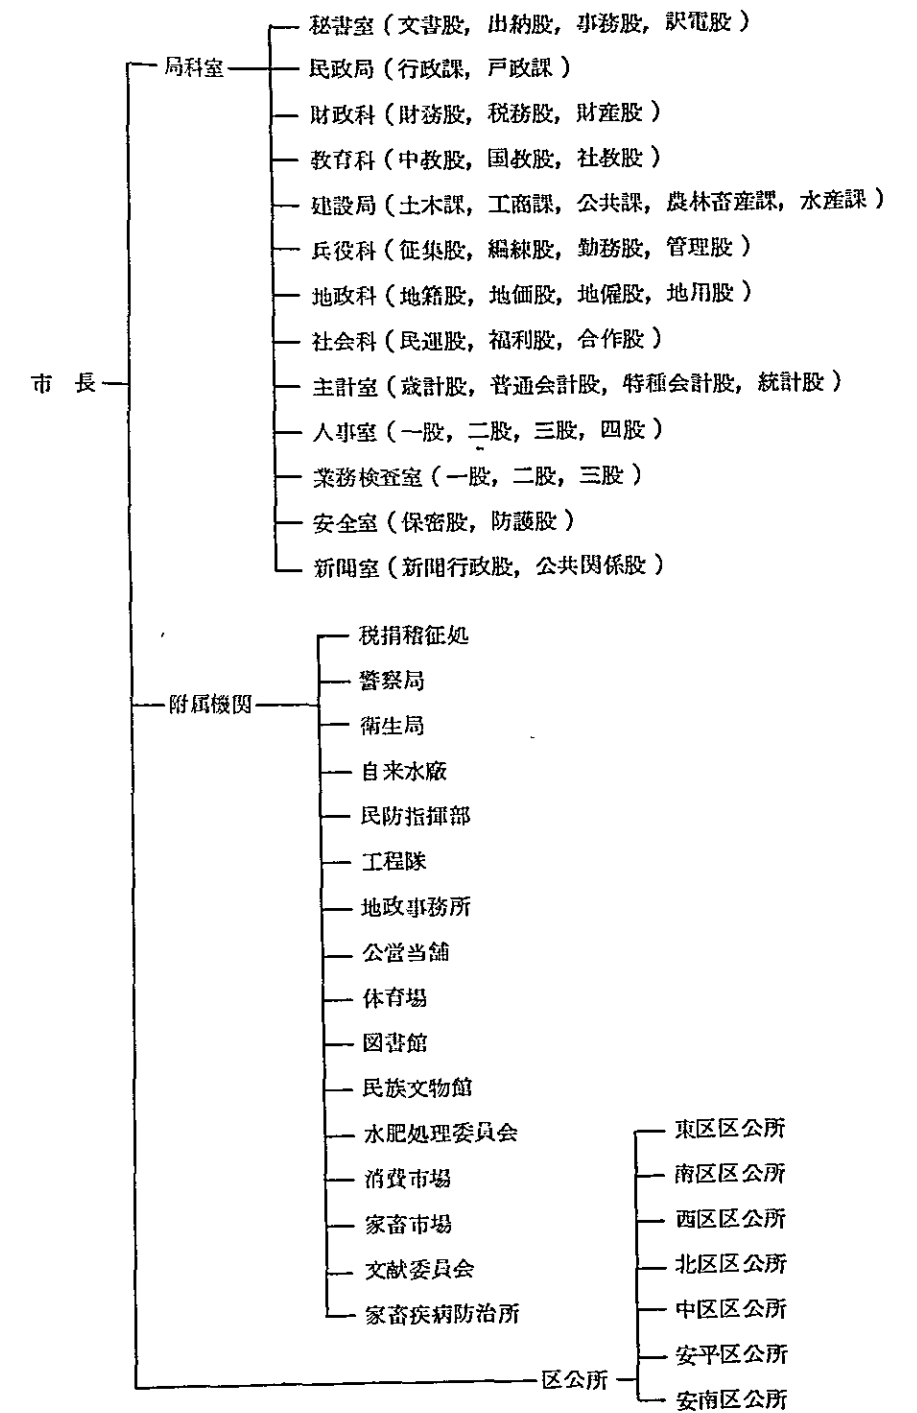 秘書室(文書股，出納股，事務股，訳電股)
局科室
民政局(行政課，戸政課)
財政科(財務股，税務股，財産股)
教育科(中教股，国教股，社教股)
建設局(土木課，工商課，公共課，農林畜産課，水産課)
兵役科(征集股，編練股，勤務股，管理股)
地政科(地籍股，地価股，地僱股，地用股)
社会科(民運股，福利股，合作股)
市 長
主計室(歳計股，普通会計股，特種会計股，統計股)
人事室(一股，二股，三股，四股)
業務検査室(一股，二股，三股)
安全室(保密股，防護股)
新聞室(新聞行政股，公共関係股)
税捐稽征処
警察局
附属機関
衛生局
自来水廠
民防指揮部
工程隊
地政事務所
公営当舗
体育場
図書館
民族文物館
水肥処理委員会
消費市場
家畜市場
文献委員会
家畜疾病防治所
区公所
東区区公所
南区区公所
西区区公所
北区区公所
中区区公所
安平区公所
安南区公所